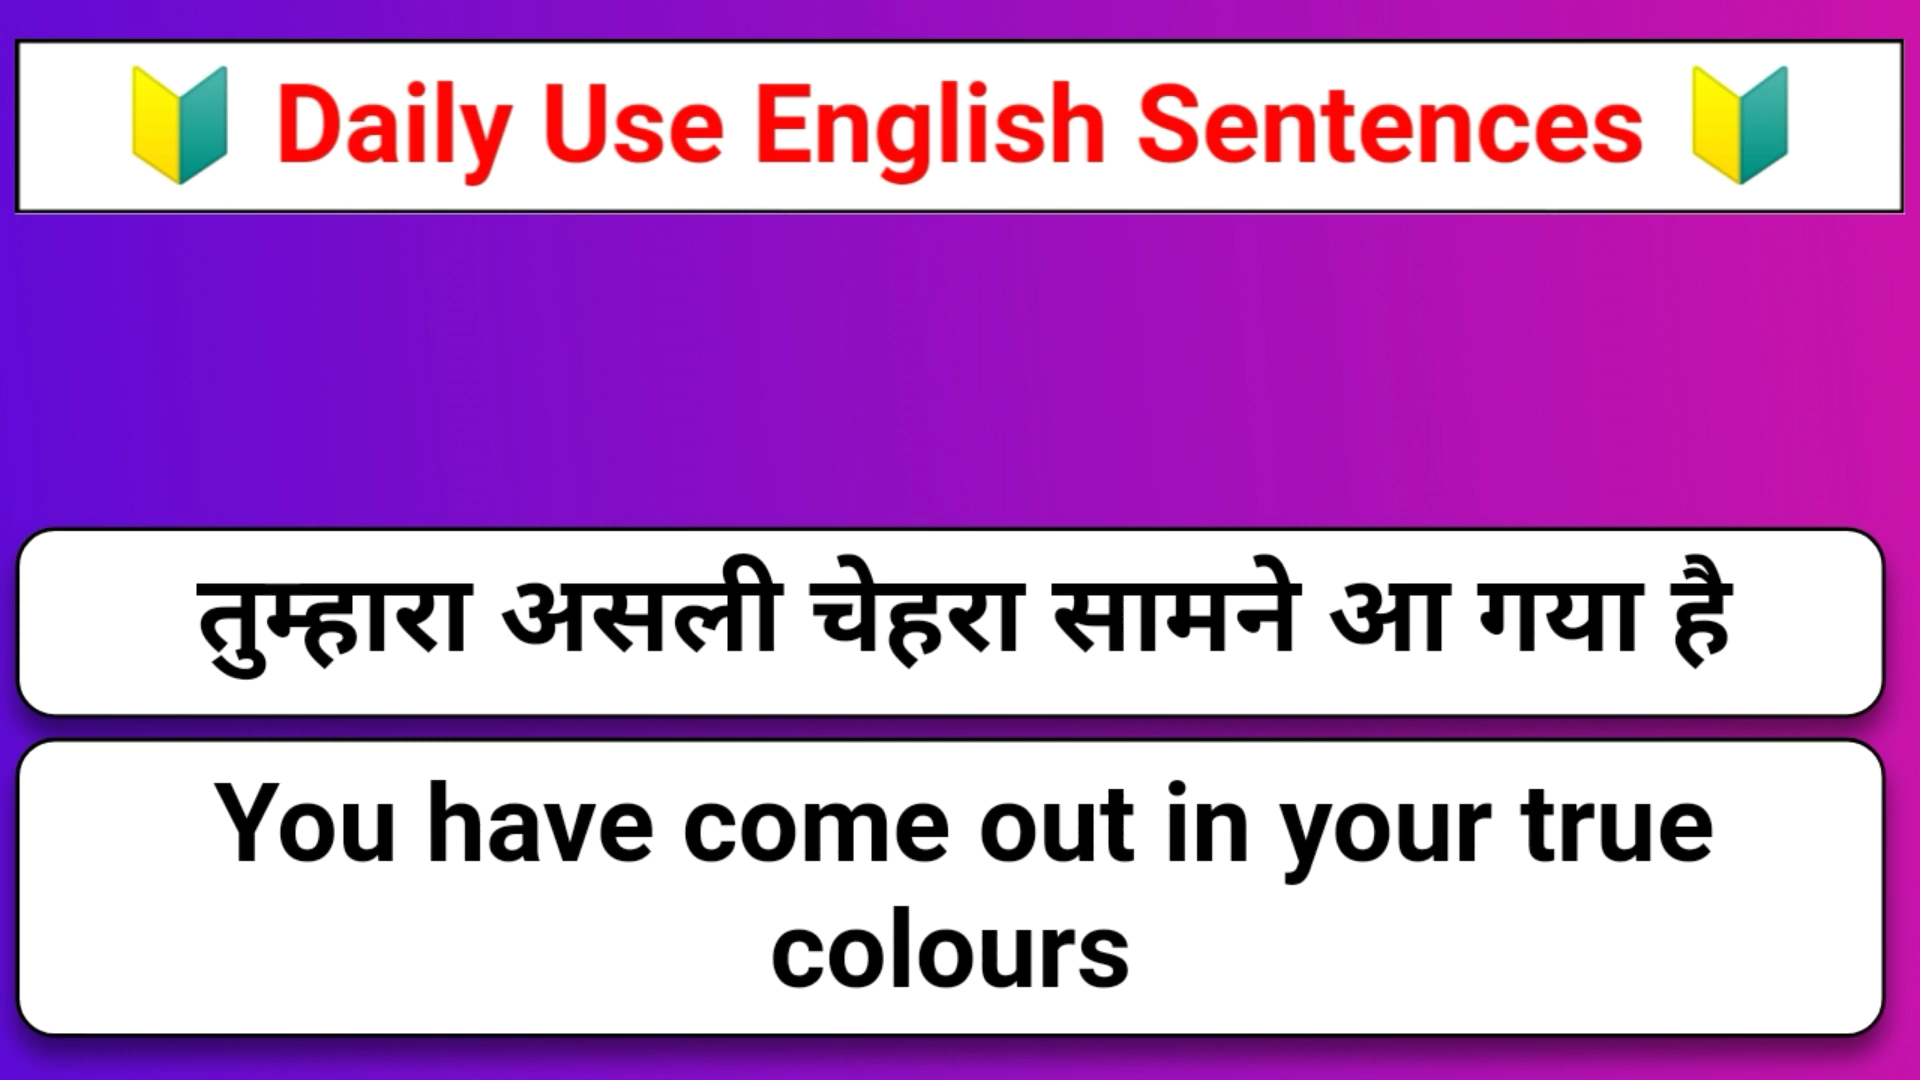 🔰 Daily Use English Sentences 🔰
तुम्हारा असली चेहरा सामने आ गया है
You have come out in your true
colours